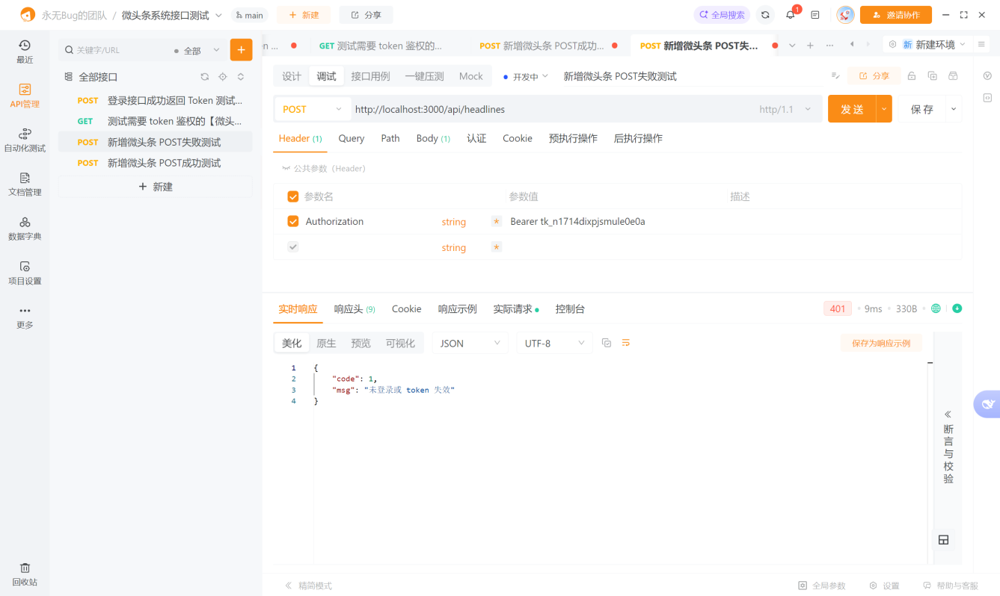 永无Bug的团队 / 微头条系统接口测试 main 新建 分享 全局搜索 1 邀请协作
最近
API管理
自动化测试
文档管理
数据字典
项目设置
更多
回收站
关键字/URL 全部
全部接口
POST 登录接口成功返回 Token 测试...
GET 测试需要 token 鉴权的【微头...
POST 新增微头条 POST失败测试
POST 新增微头条 POST成功测试
新建
n ... GET 测试需要 token 鉴权的... POST 新增微头条 POST成功... POST 新增微头条 POST失... 新 新建环境
设计 调试 接口用例 一键压测 Mock 开发中 新增微头条 POST失败测试 分享
POST http://localhost:3000/api/headlines http/1.1 发送 保存
Header (1) Query Path Body (1) 认证 Cookie 预执行操作 后执行操作
公共参数（Header）
参数名 参数值 描述
Authorization string * Bearer tk_n1714dixpjsmule0e0a
string *
实时响应 响应头 (9) Cookie 响应示例 实际请求 控制台 401 9ms 330B
美化 原生 预览 可视化 JSON UTF-8 保存为响应示例
1 {
2 "code": 1,
3 "msg": "未登录或 token 失效"
4 }
断言与校验
精简模式 全局参数 设置 帮助与客服